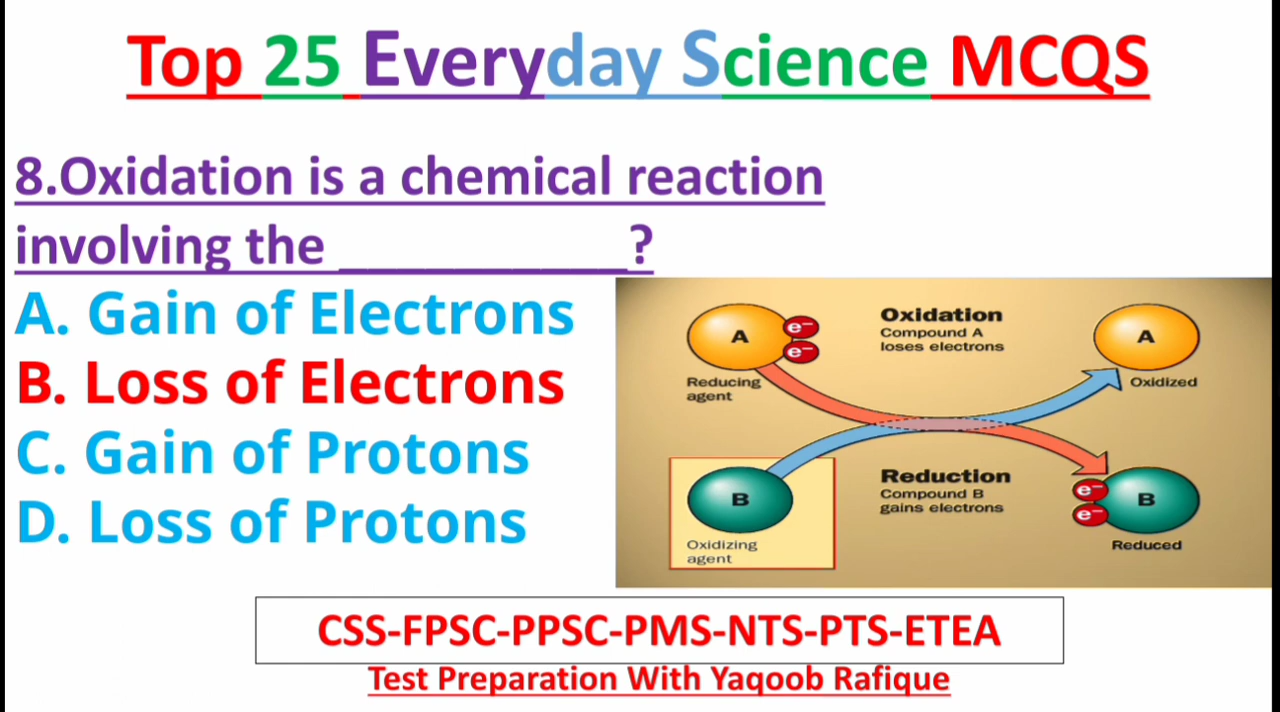 Top 25 Everyday Science MCQS
8.Oxidation is a chemical reaction
involving the __________?
A. Gain of Electrons
B. Loss of Electrons
C. Gain of Protons
D. Loss of Protons
A
e⁻
e⁻
Reducing
agent
Oxidation
Compound A
loses electrons
A
Oxidized
B
Oxidizing
agent
Reduction
Compound B
gains electrons
e⁻
e⁻
B
Reduced
CSS-FPSC-PPSC-PMS-NTS-PTS-ETEA
Test Preparation With Yaqoob Rafique